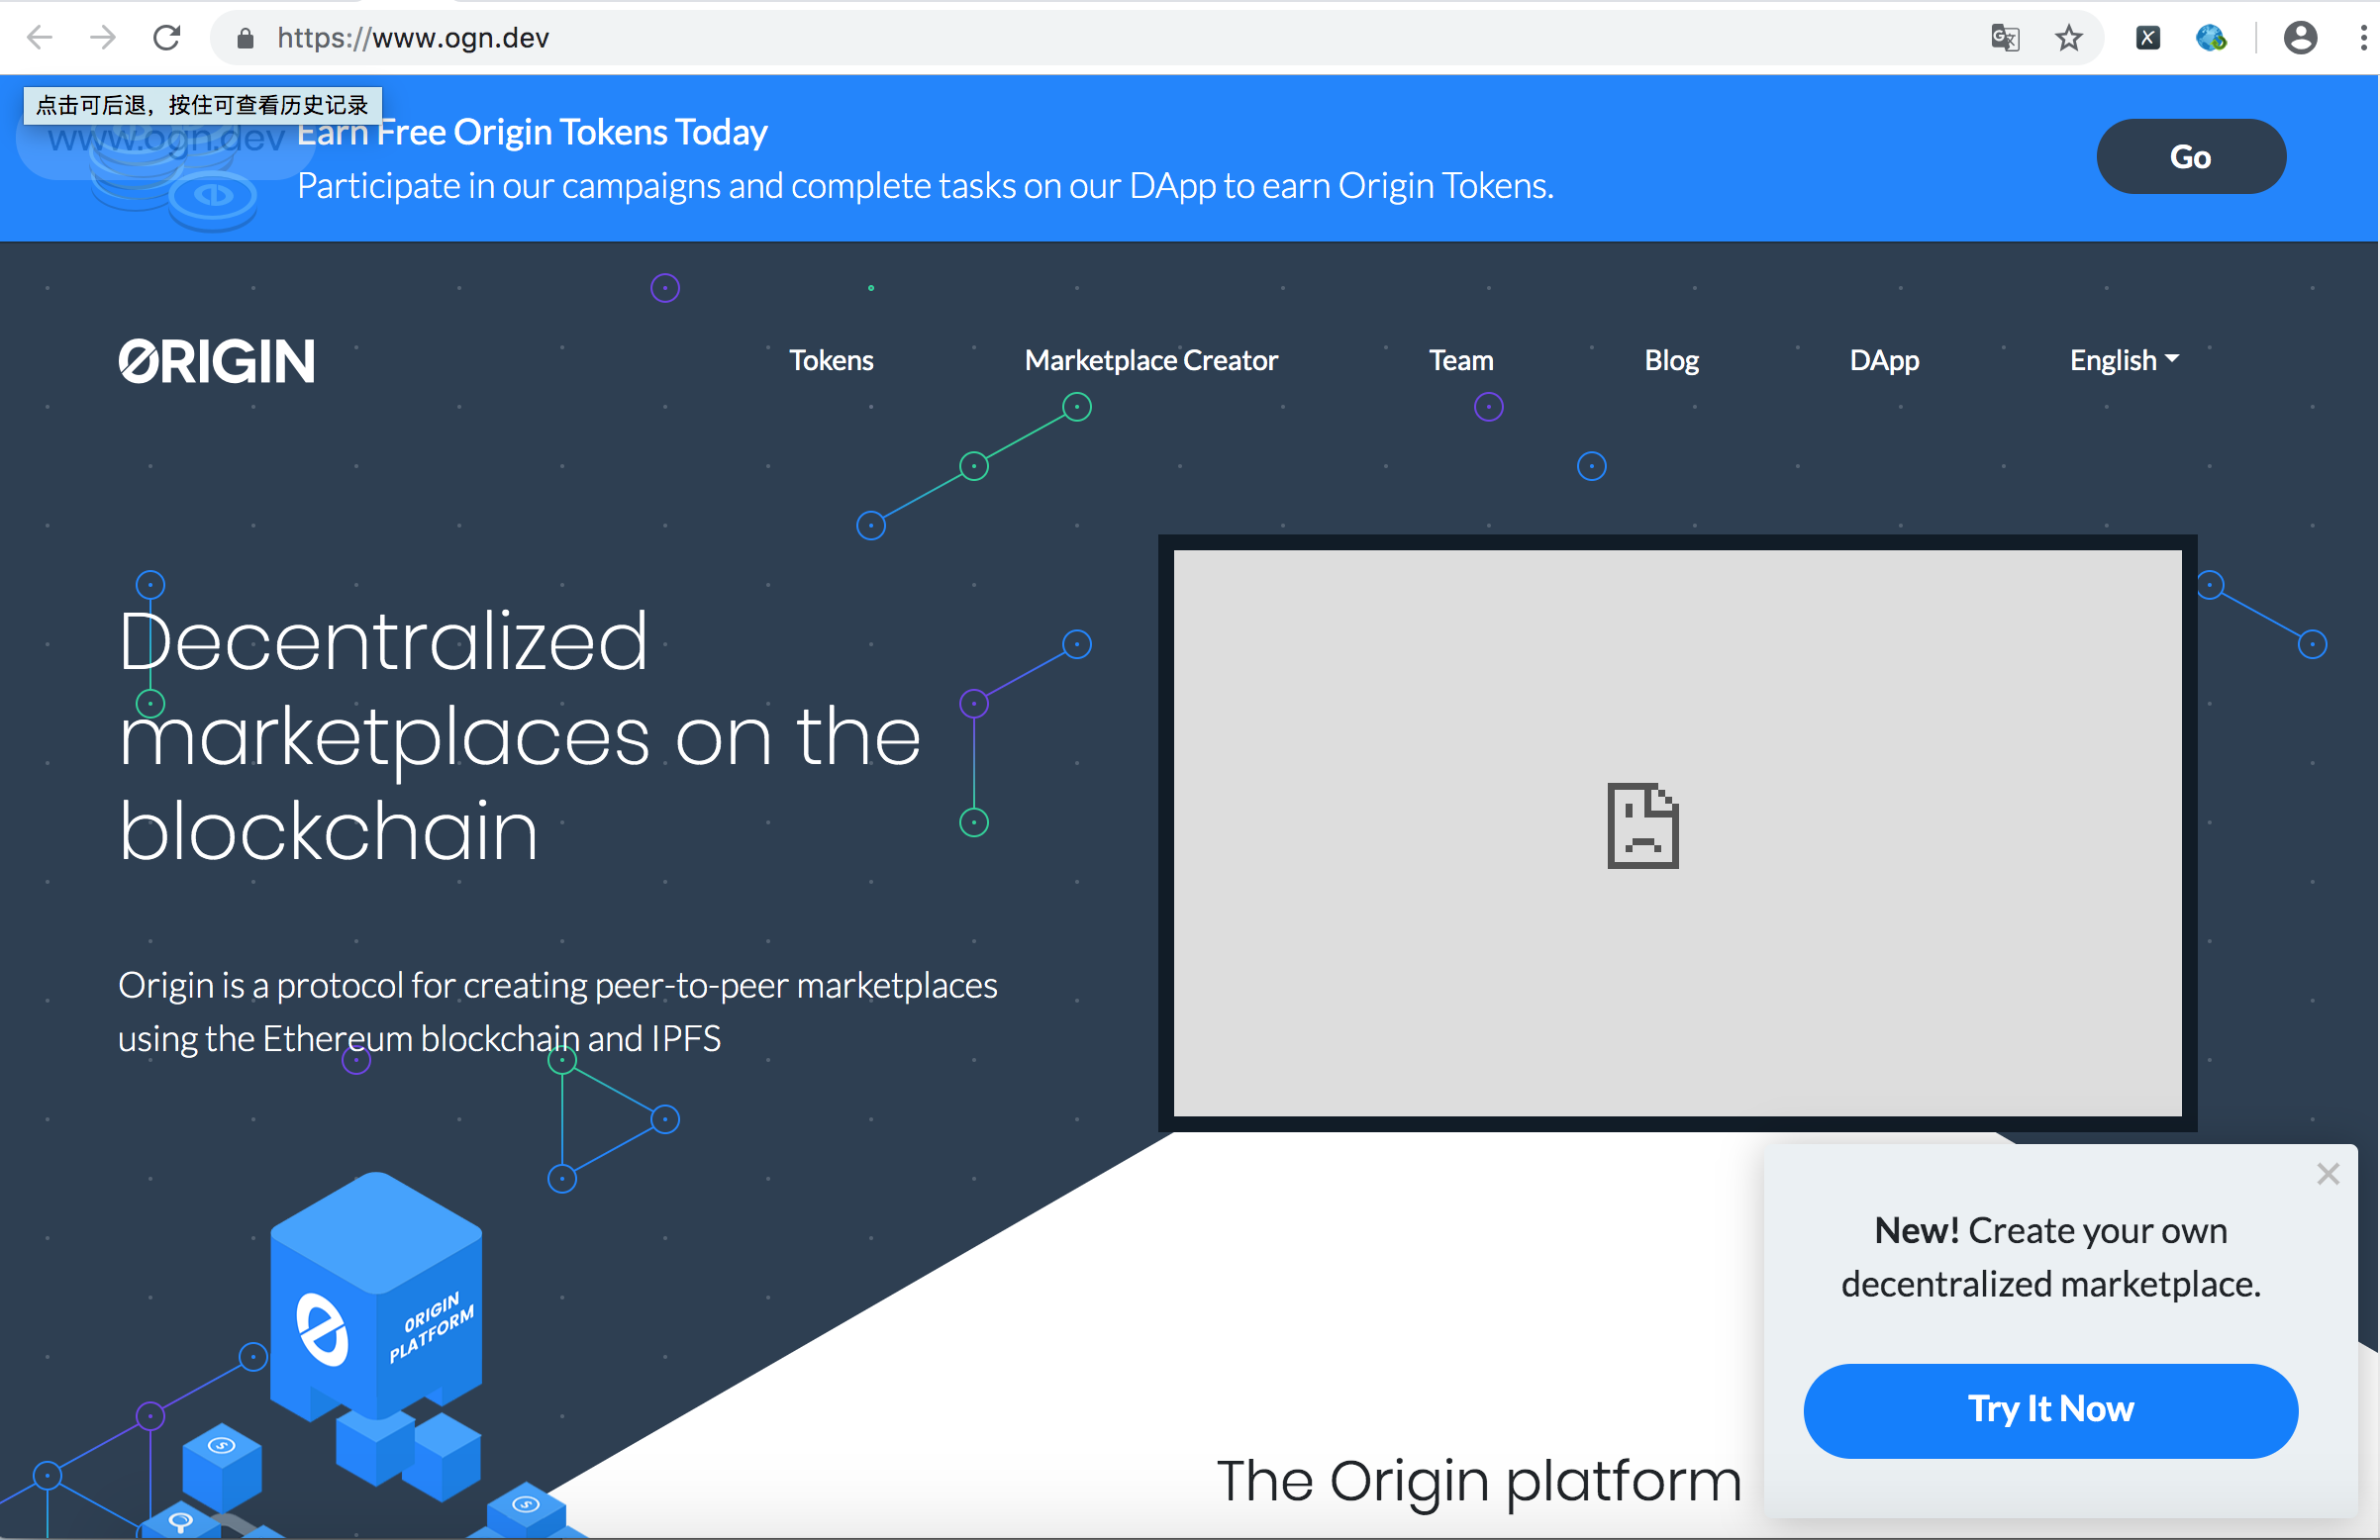 https://www.ogn.dev
点击可后退，按住可查看历史记录
www.ogn.dev
Earn Free Origin Tokens Today
Participate in our campaigns and complete tasks on our DApp to earn Origin Tokens.
Go
ORIGIN
Tokens
Marketplace Creator
Team
Blog
DApp
English
Decentralized
marketplaces on the
blockchain
Origin is a protocol for creating peer-to-peer marketplaces
using the Ethereum blockchain and IPFS
ORIGIN
PLATFORM
New! Create your own
decentralized marketplace.
Try It Now
The Origin platform